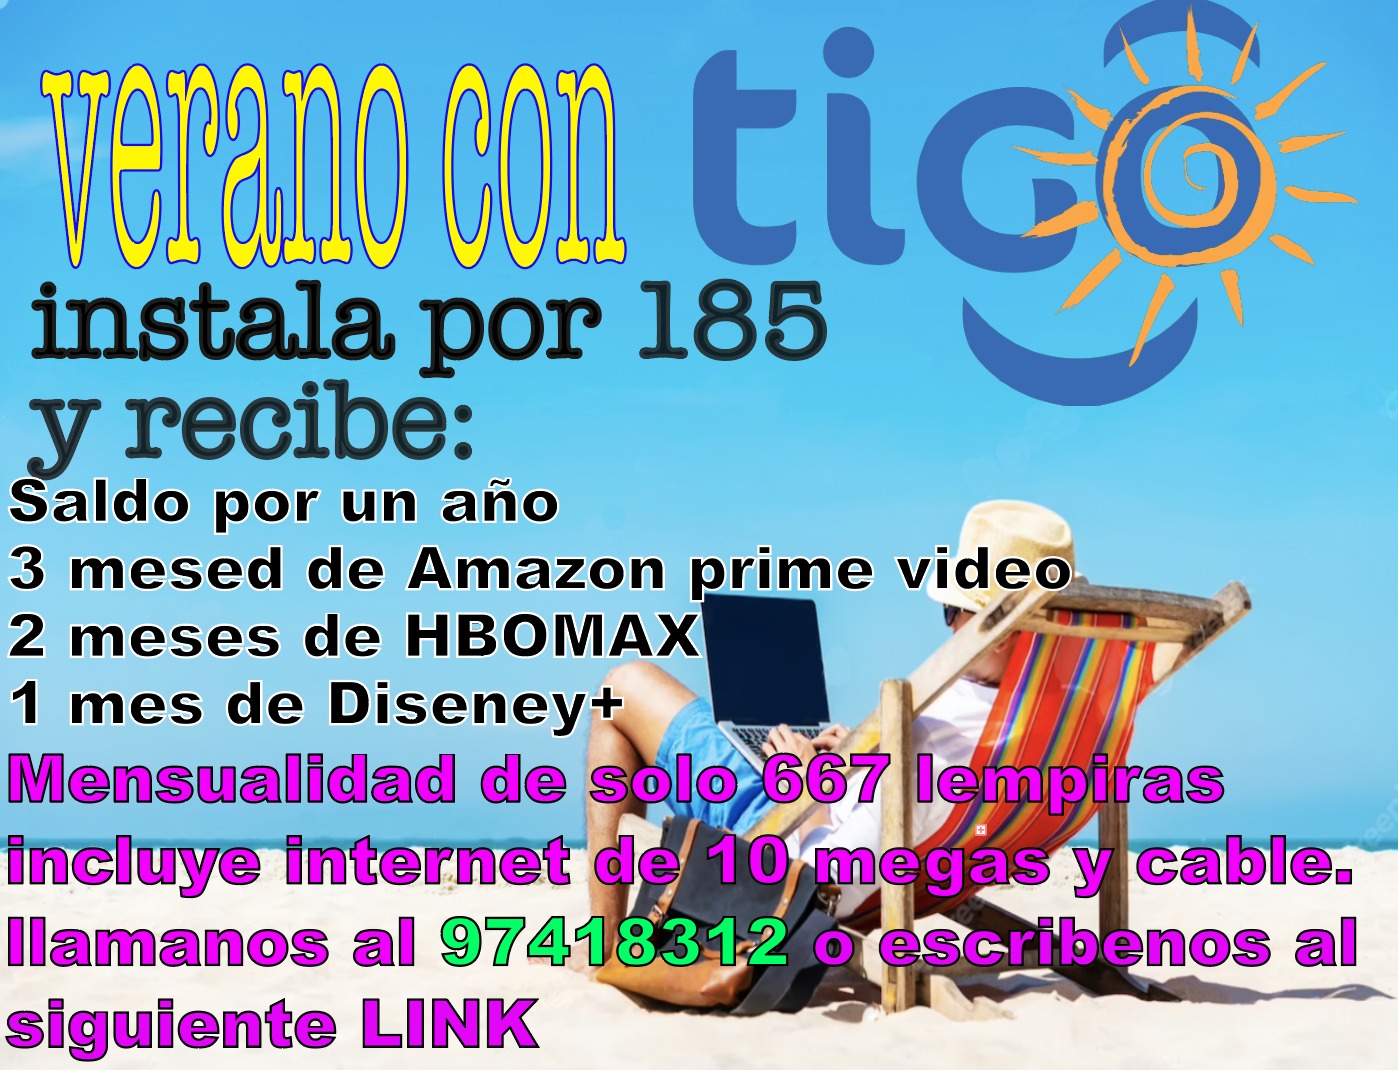 verano con tigo
instala por 185
y recibe:
Saldo por un año
3 mesed de Amazon prime video
2 meses de HBOMAX
1 mes de Diseney+
Mensualidad de solo 667 lempiras
incluye internet de 10 megas y cable.
llamanos al 97418312 o escribenos al
siguiente LINK